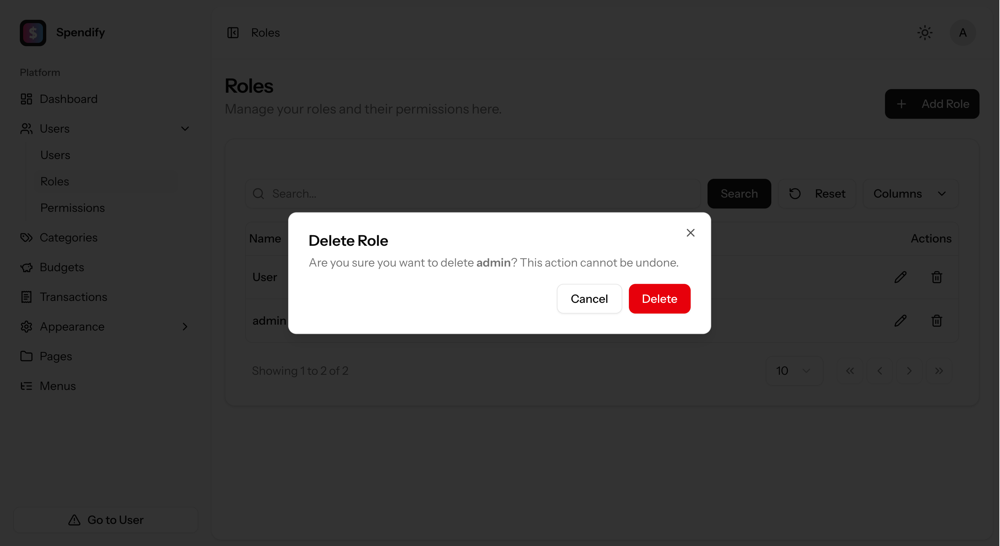 $
Spendify
Platform
Dashboard
Users
Users
Roles
Permissions
Categories
Budgets
Transactions
Appearance
Pages
Menus
Go to User
Roles
A
Roles
Manage your roles and their permissions here.
Add Role
Search...
Search
Reset
Columns
Name
Actions
User
admin
Showing 1 to 2 of 2
10
Delete Role
Are you sure you want to delete admin? This action cannot be undone.
Cancel
Delete